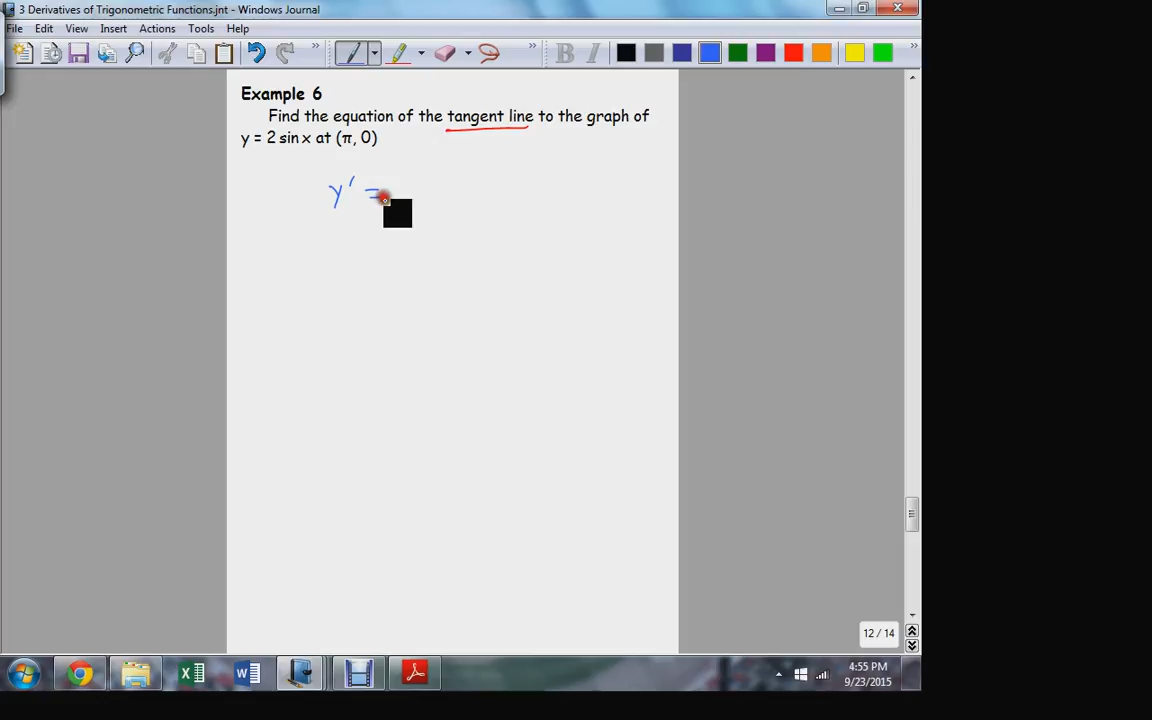 3 Derivatives of Trigonometric Functions.jnt - Windows Journal
File Edit View Insert Actions Tools Help
» » B I »
Example 6
Find the equation of the tangent line to the graph of
y = 2 sin x at (π, 0)
y' =
12 / 14
4:55 PM
9/23/2015